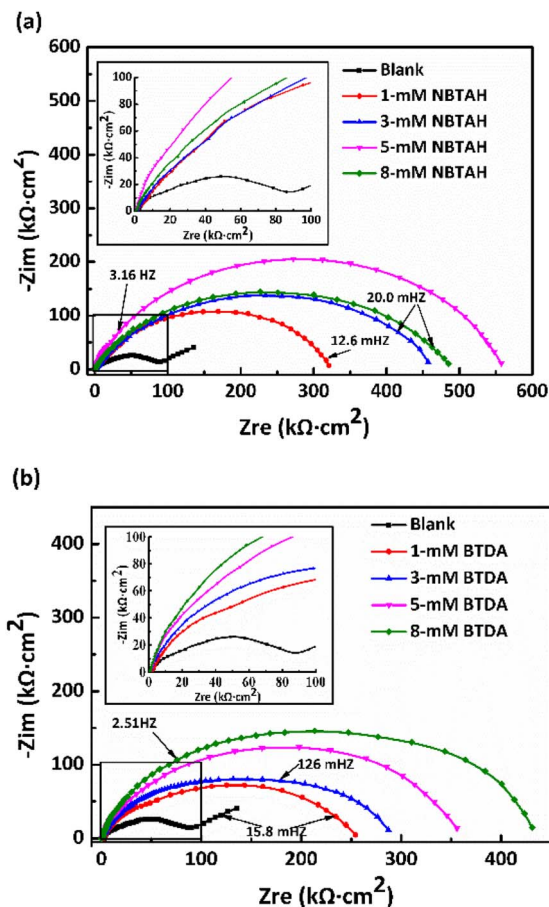 (a)
600
500
400
300
200
100
0
-Zim (kΩ·cm²)
100
80
60
40
20
0
-Zim (kΩ·cm²)
0 20 40 60 80 100
Zre (kΩ·cm²)
Blank
1-mM NBTAH
3-mM NBTAH
5-mM NBTAH
8-mM NBTAH
3.16 HZ
20.0 mHZ
12.6 mHZ
0 100 200 300 400 500 600
Zre (kΩ·cm²)
(b)
400
300
200
100
0
-Zim (kΩ·cm²)
100
80
60
40
20
0
-Zim (kΩ·cm²)
0 20 40 60 80 100
Zre (kΩ·cm²)
Blank
1-mM BTDA
3-mM BTDA
5-mM BTDA
8-mM BTDA
2.51HZ
126 mHZ
15.8 mHZ
0 100 200 300 400
Zre (kΩ·cm²)